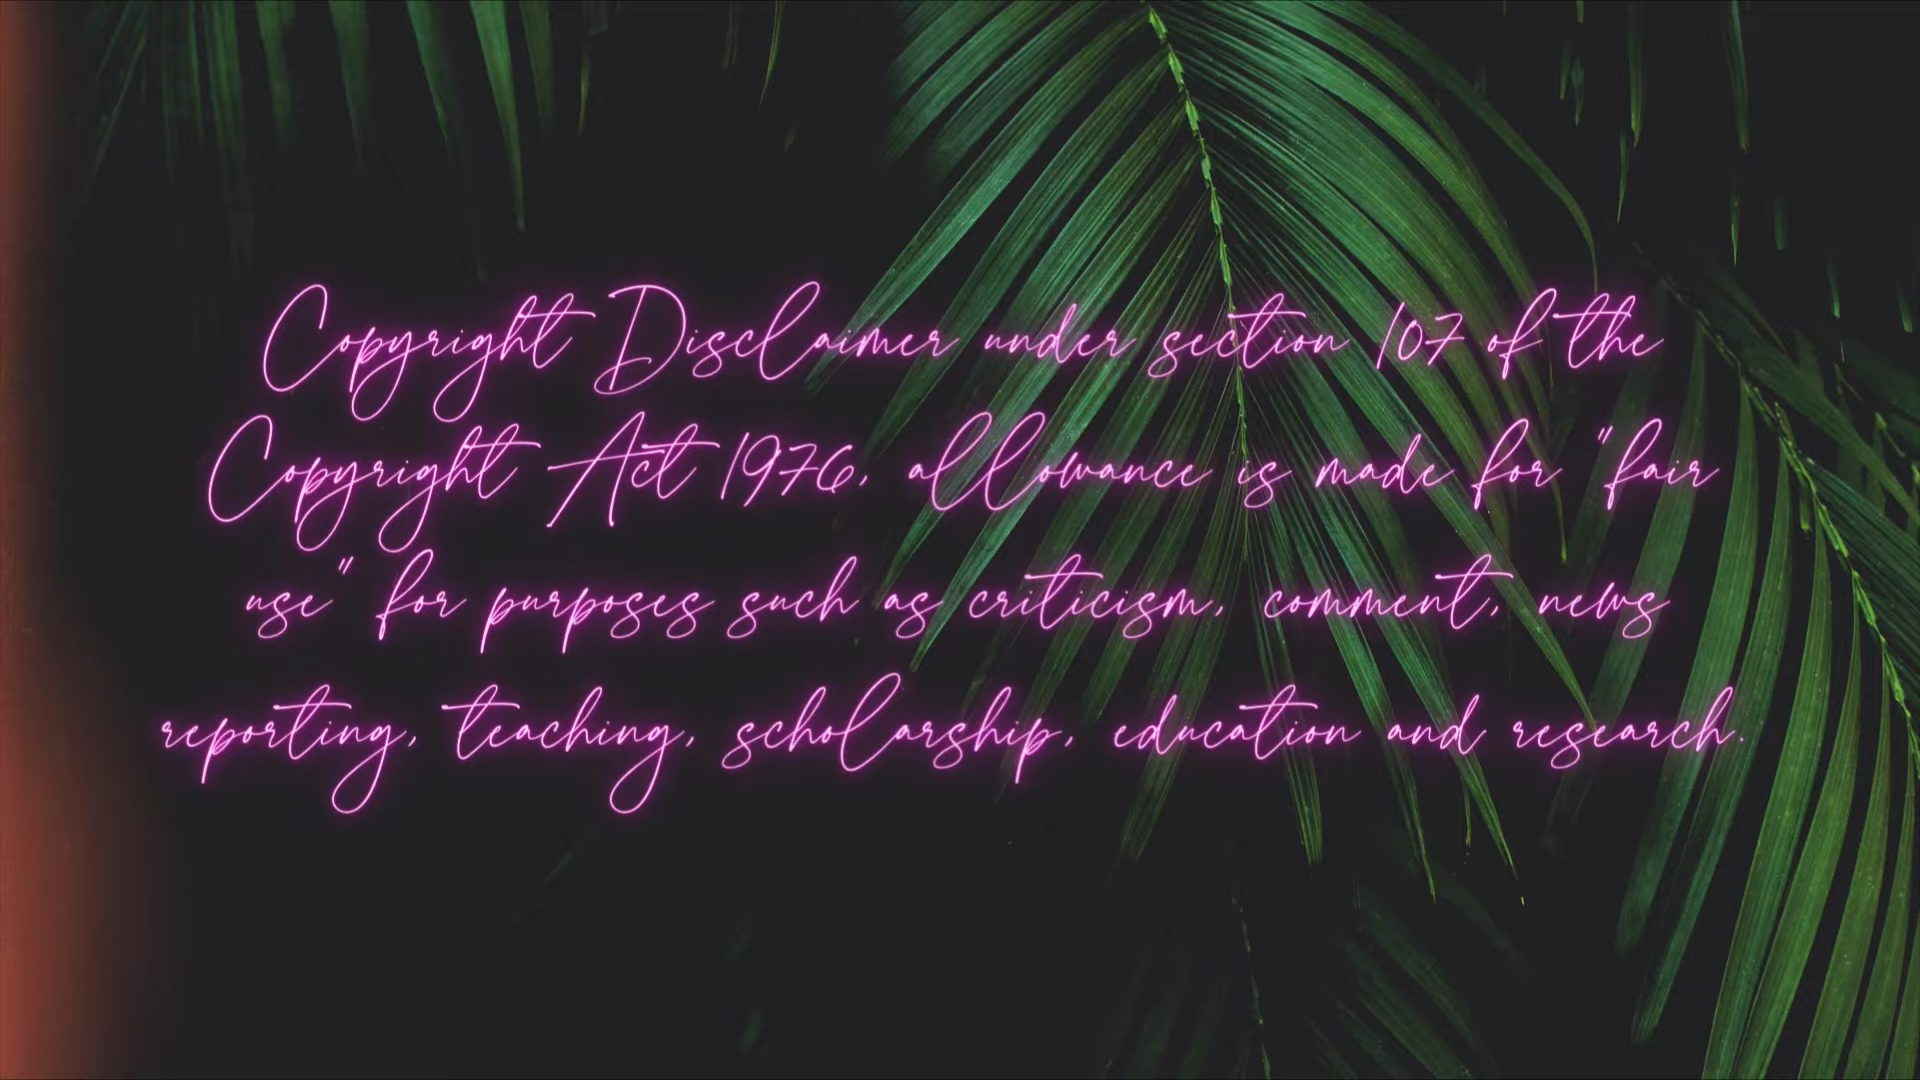 Copyright Disclaimer under section 107 of the
Copyright Act 1976, allowance is made for "fair
use" for purposes such as criticism, comment, news
reporting, teaching, scholarship, education and research.